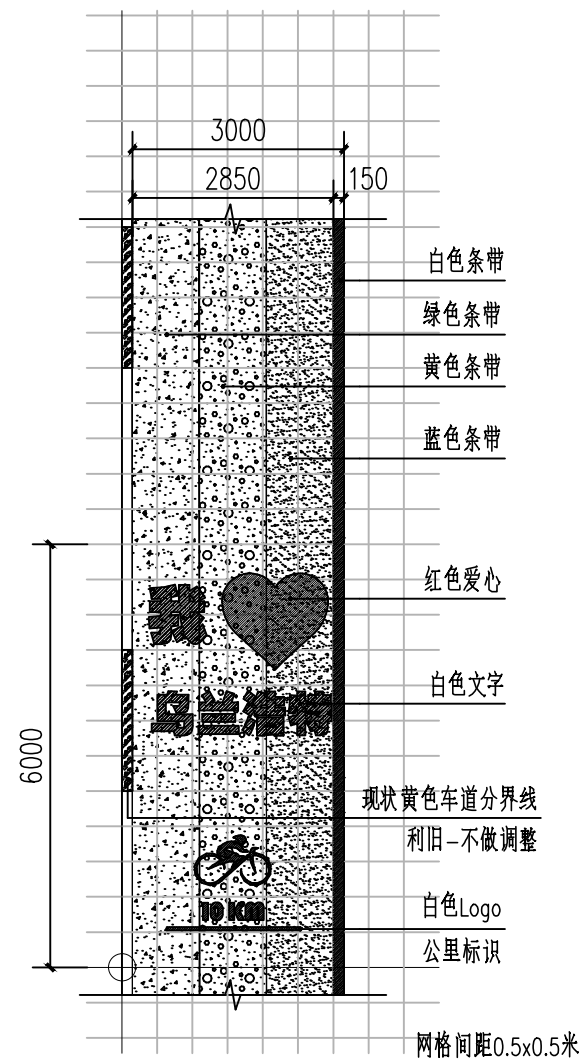 3000
2850
150
白色条带
绿色条带
黄色条带
蓝色条带
红色爱心
我
白色文字
乌兰浩特
6000
现状黄色车道分界线
利旧-不做调整
白色Logo
10 KM
公里标识
网格间距0.5x0.5米